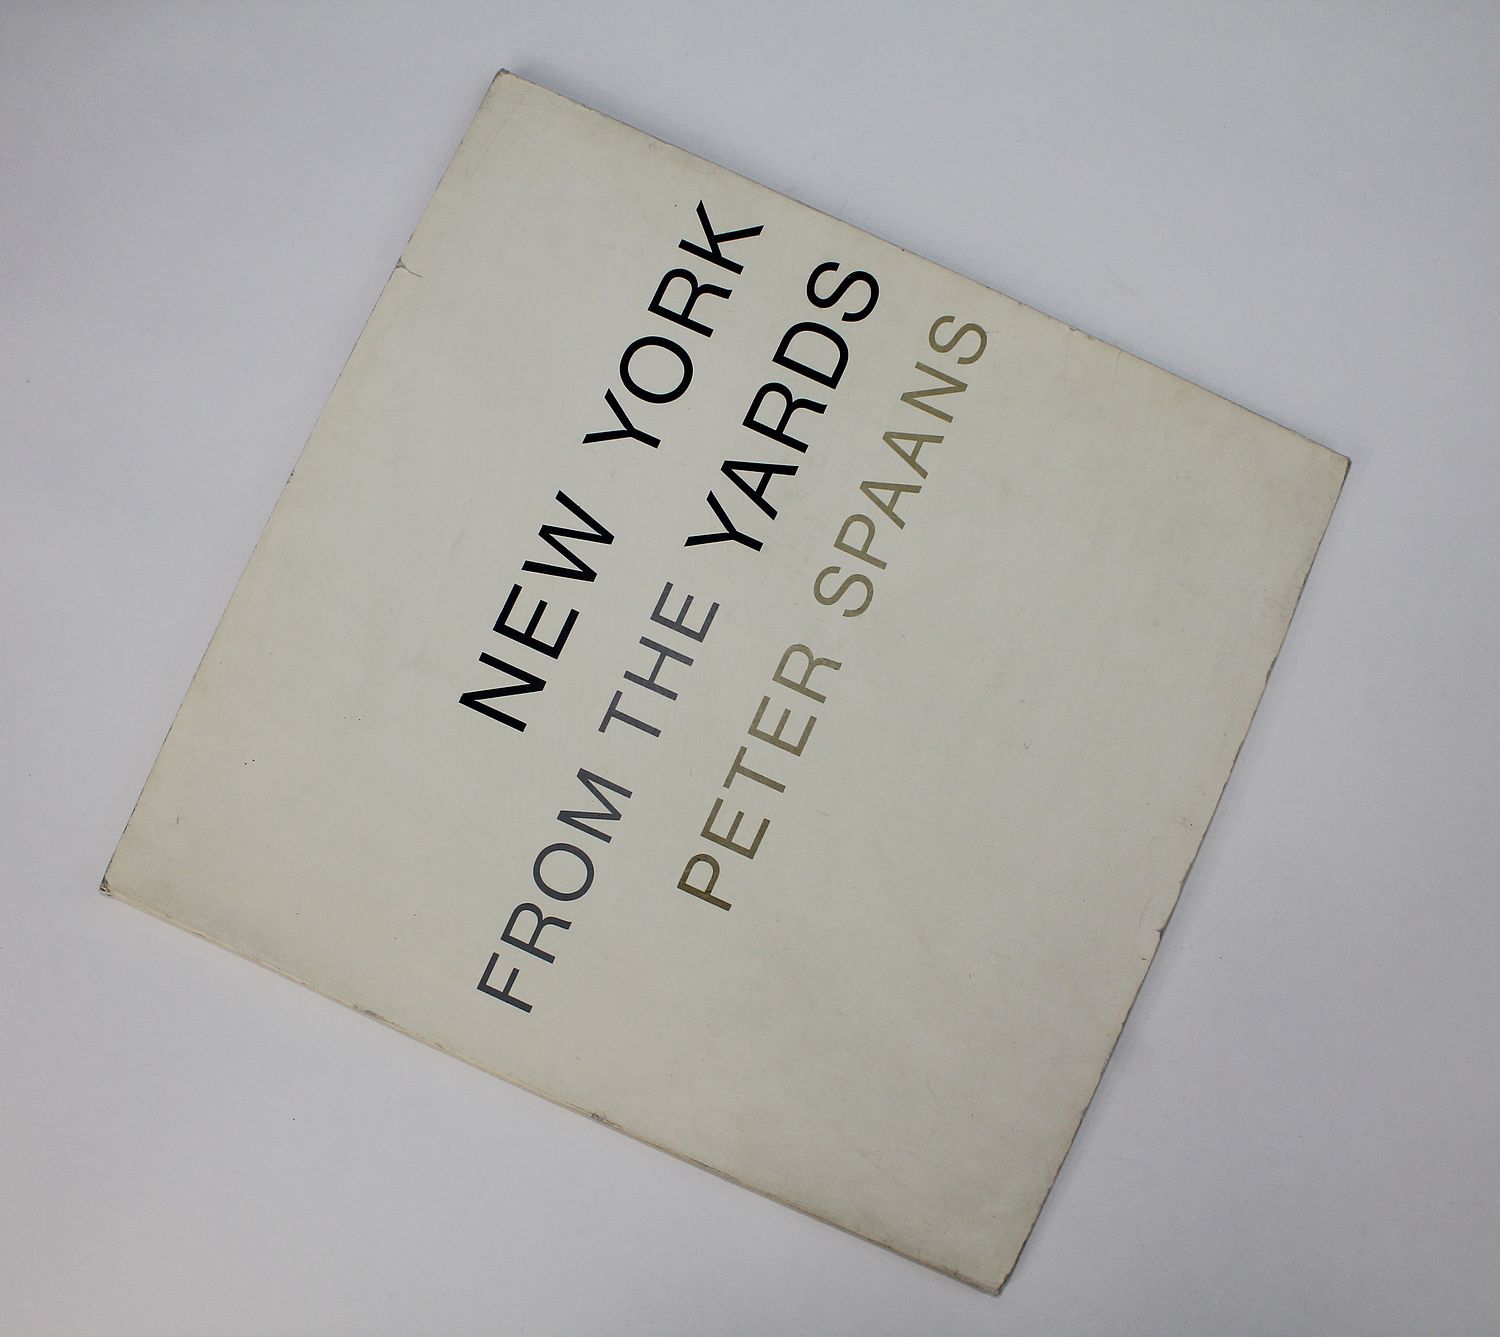 NEW YORK
FROM THE YARDS
PETER SPAANS